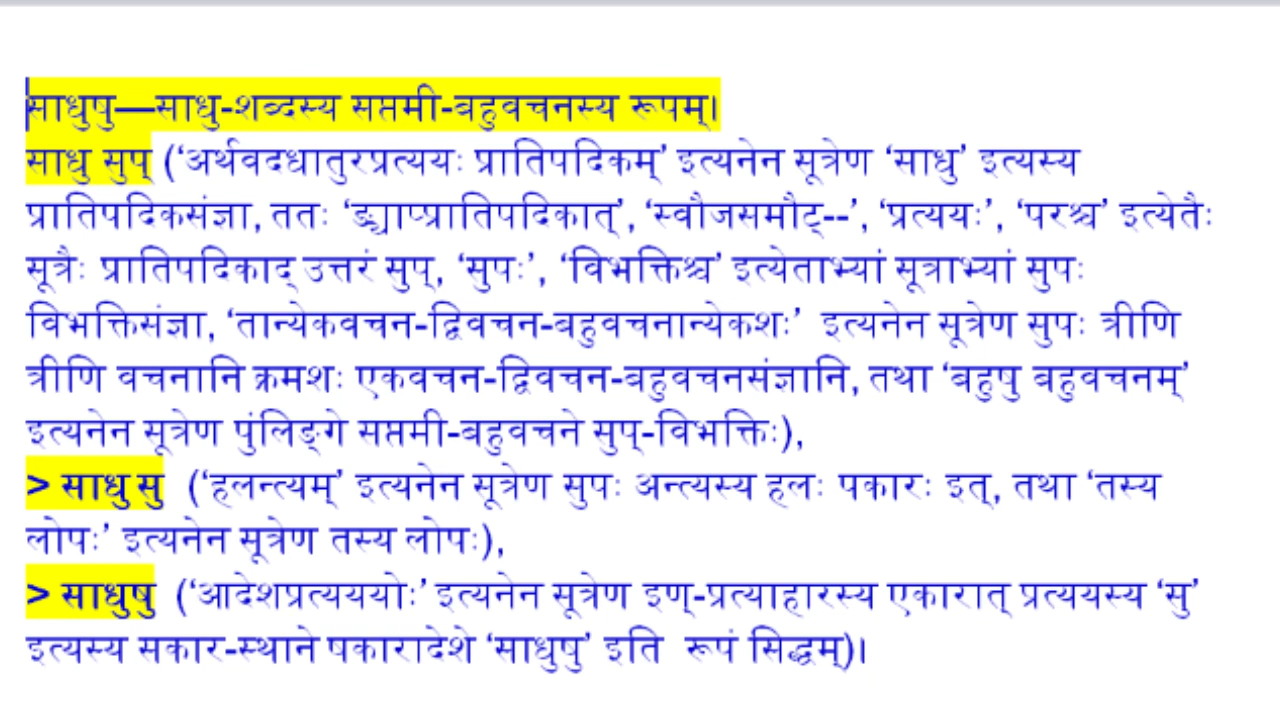 साधुषु—साधु-शब्दस्य सप्तमी-बहुवचनस्य रूपम्।
साधु सुप् (‘अर्थवदधातुरप्रत्ययः प्रातिपदिकम्’ इत्यनेन सूत्रेण ‘साधु’ इत्यस्य
प्रातिपदिकसंज्ञा, ततः ‘ङ्याप्प्रातिपदिकात्’, ‘स्वौजसमौट्--’, ‘प्रत्ययः’, ‘परश्च’ इत्येतैः
सूत्रैः प्रातिपदिकाद् उत्तरं सुप्, ‘सुपः’, ‘विभक्तिश्च’ इत्येताभ्यां सूत्राभ्यां सुपः
विभक्तिसंज्ञा, ‘तान्येकवचन-द्विवचन-बहुवचनान्येकशः’ इत्यनेन सूत्रेण सुपः त्रीणि
त्रीणि वचनानि क्रमशः एकवचन-द्विवचन-बहुवचनसंज्ञानि, तथा ‘बहुषु बहुवचनम्’
इत्यनेन सूत्रेण पुंलिङ्गे सप्तमी-बहुवचने सुप्-विभक्तिः),
> साधु सु (‘हलन्त्यम्’ इत्यनेन सूत्रेण सुपः अन्त्यस्य हलः पकारः इत्, तथा ‘तस्य
लोपः’ इत्यनेन सूत्रेण तस्य लोपः),
> साधुषु (‘आदेशप्रत्यययोः’ इत्यनेन सूत्रेण इण्-प्रत्याहारस्य एकारात् प्रत्ययस्य ‘सु’
इत्यस्य सकार-स्थाने षकारादेशे ‘साधुषु’ इति रूपं सिद्धम्)।